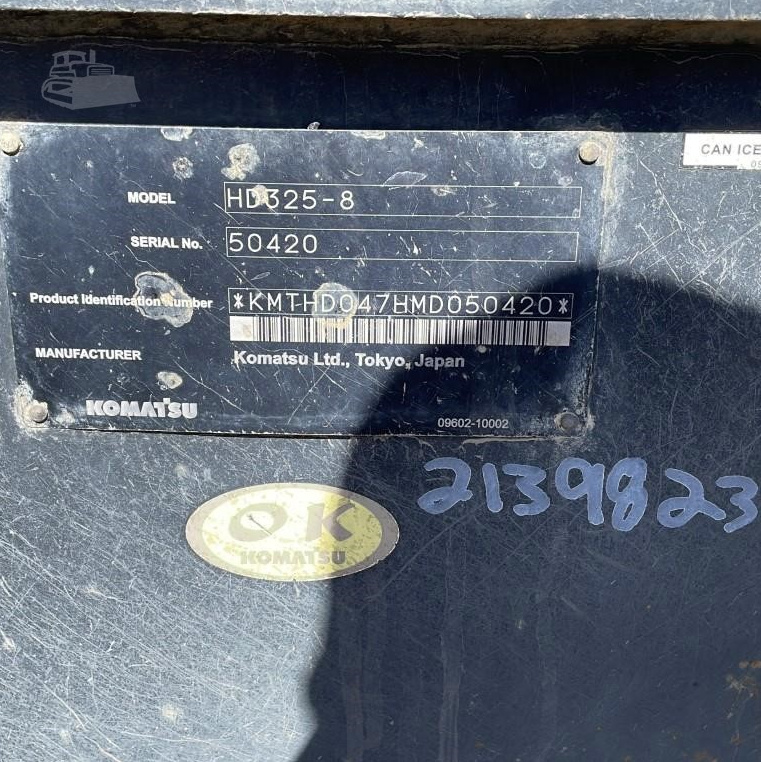 CAN ICE
MODEL HD325-8
SERIAL No. 50420
Product Identification Number *KMTHD047HMD050420*
MANUFACTURER Komatsu Ltd., Tokyo, Japan
KOMATSU
09602-10002
2139823
OK
KOMATSU